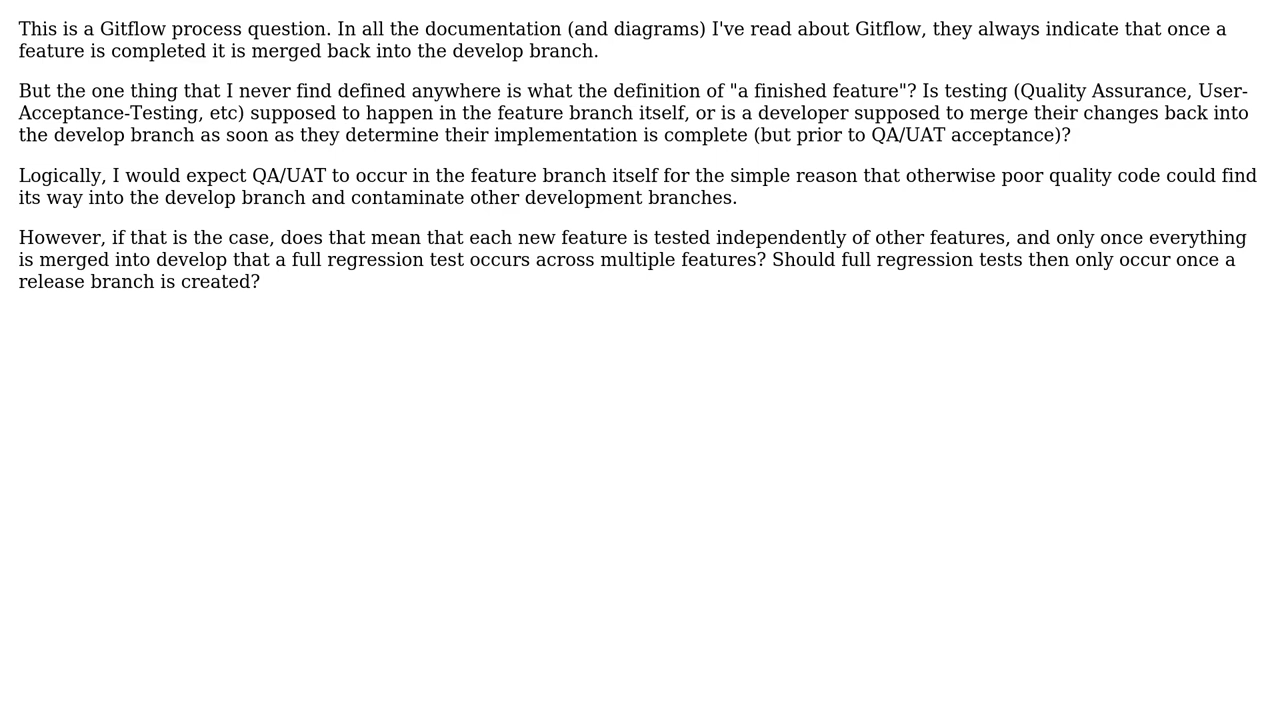 This is a Gitflow process question. In all the documentation (and diagrams) I've read about Gitflow, they always indicate that once a
feature is completed it is merged back into the develop branch.
But the one thing that I never find defined anywhere is what the definition of "a finished feature"? Is testing (Quality Assurance, User-
Acceptance-Testing, etc) supposed to happen in the feature branch itself, or is a developer supposed to merge their changes back into
the develop branch as soon as they determine their implementation is complete (but prior to QA/UAT acceptance)?
Logically, I would expect QA/UAT to occur in the feature branch itself for the simple reason that otherwise poor quality code could find
its way into the develop branch and contaminate other development branches.
However, if that is the case, does that mean that each new feature is tested independently of other features, and only once everything
is merged into develop that a full regression test occurs across multiple features? Should full regression tests then only occur once a
release branch is created?